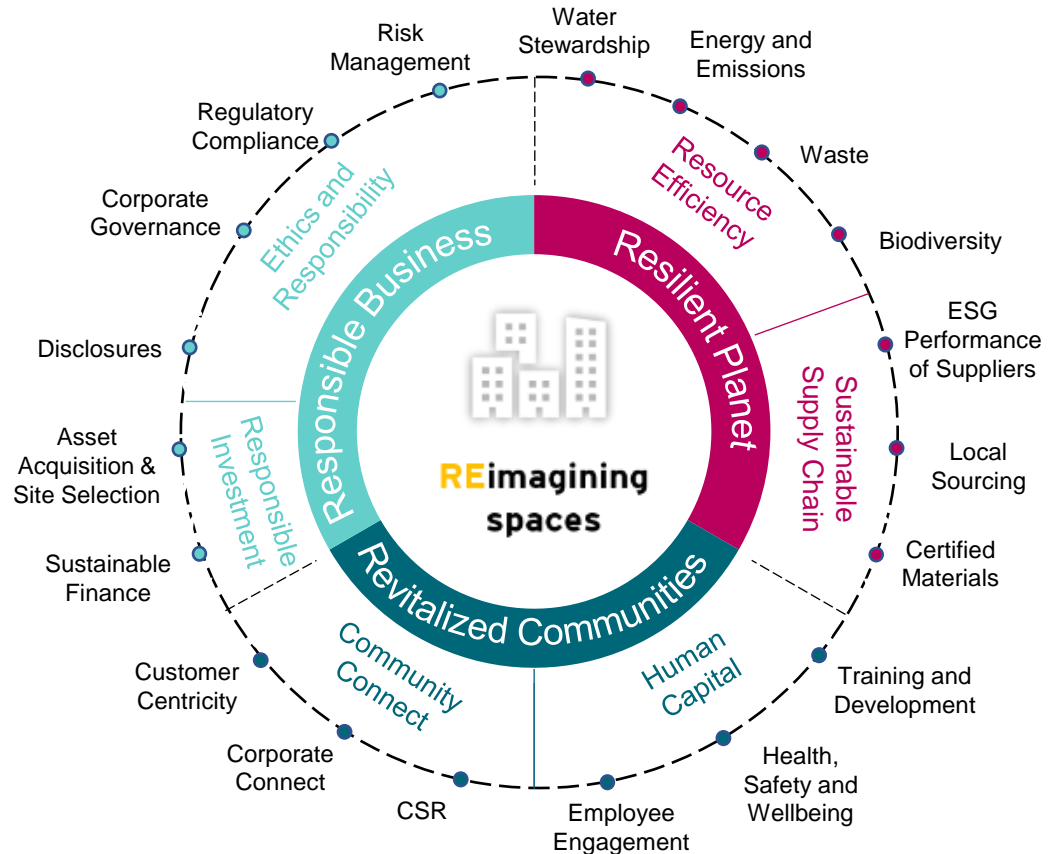 Risk
Management
Water
Stewardship
Energy and
Emissions
Regulatory
Compliance
Waste
Corporate
Governance
Biodiversity
Disclosures
ESG
Performance
of Suppliers
Asset
Acquisition &
Site Selection
Local
Sourcing
Sustainable
Finance
Certified
Materials
Customer
Centricity
Training and
Development
Corporate
Connect
Health,
Safety and
Wellbeing
CSR
Employee
Engagement
Ethics and
Responsibility
Resource
Efficiency
Responsible
Investment
Sustainable
Supply Chain
Community
Connect
Human
Capital
Responsible Business
Resilient Planet
Revitalized Communities
REimagining
spaces